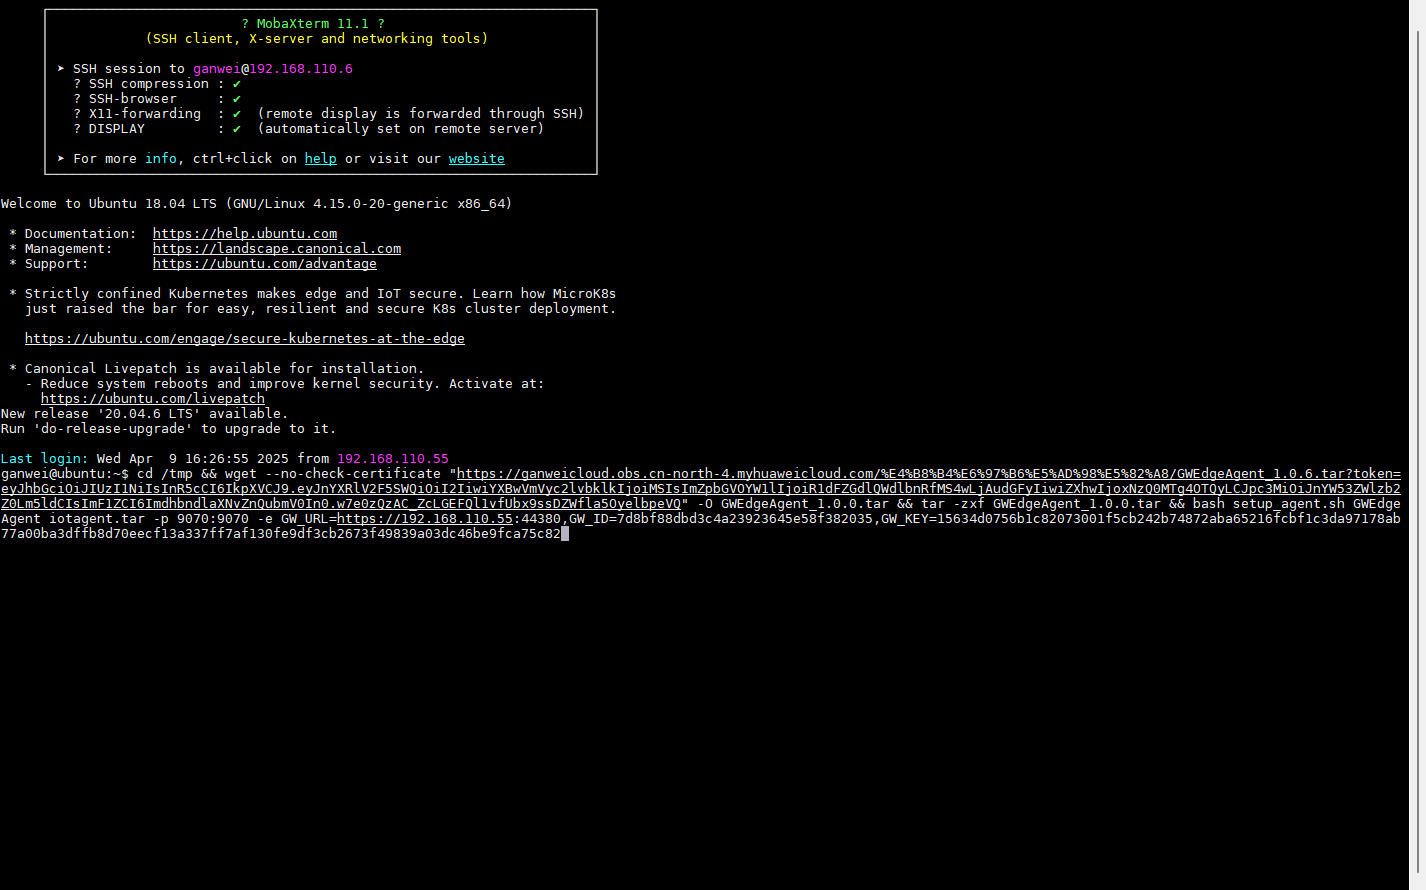 ? MobaXterm 11.1 ?
(SSH client, X-server and networking tools)
➤ SSH session to ganwei@192.168.110.6
? SSH compression : ✔
? SSH-browser     : ✔
? X11-forwarding  : ✔  (remote display is forwarded through SSH)
? DISPLAY         : ✔  (automatically set on remote server)
➤ For more info, ctrl+click on help or visit our website
Welcome to Ubuntu 18.04 LTS (GNU/Linux 4.15.0-20-generic x86_64)
* Documentation:  https://help.ubuntu.com
* Management:     https://landscape.canonical.com
* Support:        https://ubuntu.com/advantage
* Strictly confined Kubernetes makes edge and IoT secure. Learn how MicroK8s
just raised the bar for easy, resilient and secure K8s cluster deployment.
https://ubuntu.com/engage/secure-kubernetes-at-the-edge
* Canonical Livepatch is available for installation.
- Reduce system reboots and improve kernel security. Activate at:
https://ubuntu.com/livepatch
New release '20.04.6 LTS' available.
Run 'do-release-upgrade' to upgrade to it.
Last login: Wed Apr  9 16:26:55 2025 from 192.168.110.55
ganwei@ubuntu:~$ cd /tmp && wget --no-check-certificate "https://ganweicloud.obs.cn-north-4.myhuaweicloud.com/%E4%B8%B4%E6%97%B6%E5%AD%98%E5%82%A8/GWEdgeAgent_1.0.6.tar?token=
eyJhbGciOiJIUzI1NiIsInR5cCI6IkpXVCJ9.eyJnYXRlV2F5SWQiOiI2IiwiYXBwVmVyc2lvbklkIjoiMSIsImZpbGVOYW1lIjoiR1dFZGdlQWdlbnRfMS4wLjAudGFyIiwiZXhwIjoxNzQ0MTg4OTQyLCJpc3MiOiJnYW53ZWlzb2
Z0Lm5ldCIsImF1ZCI6ImdhbndlaXNvZnQubmV0In0.w7e0zQzAC_ZcLGEFQl1vfUbx9ssDZWfla5OyelbpeVQ" -O GWEdgeAgent_1.0.0.tar && tar -zxf GWEdgeAgent_1.0.0.tar && bash setup_agent.sh GWEdge
Agent iotagent.tar -p 9070:9070 -e GW_URL=https://192.168.110.55:44380,GW_ID=7d8bf88dbd3c4a23923645e58f382035,GW_KEY=15634d0756b1c82073001f5cb242b74872aba65216fcbf1c3da97178ab
77a00ba3dffb8d70eecf13a337ff7af130fe9df3cb2673f49839a03dc46be9fca75c82